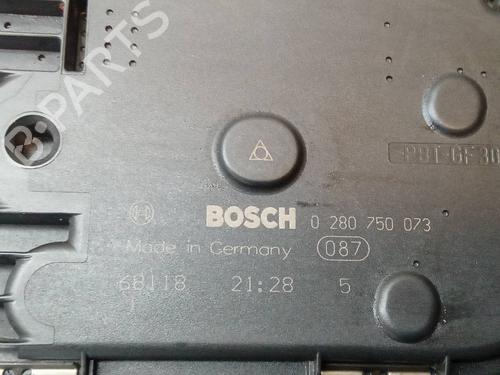 B-PARTS
PBT-GF30
BOSCH 0 280 750 073
Made in Germany 087
68118 21:28 5